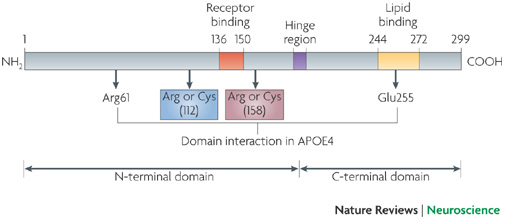 Receptor binding
Hinge region
Lipid binding
1 136 150 244 272 299
NH2 COOH
Arg61
Arg or Cys (112)
Arg or Cys (158)
Glu255
Domain interaction in APOE4
N-terminal domain C-terminal domain
Nature Reviews | Neuroscience